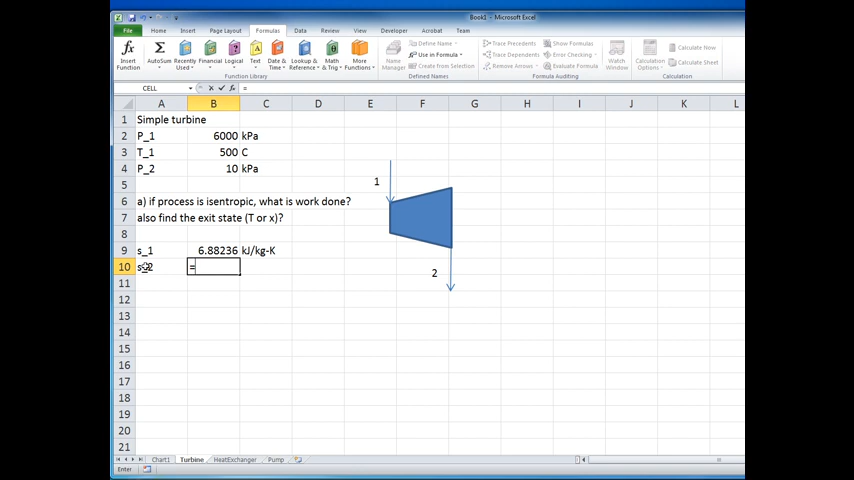 Book1 - Microsoft Excel
File Home Insert Page Layout Formulas Data Review View Developer Acrobat Team
Insert Function
AutoSum
Recently Used
Financial
Logical
Text
Date & Time
Lookup & Reference
Math & Trig
More Functions
Function Library
Name Manager
Define Name
Use in Formula
Create from Selection
Defined Names
Trace Precedents
Trace Dependents
Remove Arrows
Show Formulas
Error Checking
Evaluate Formula
Formula Auditing
Watch Window
Calculation Options
Calculate Now
Calculate Sheet
Calculation
CELL =
A B C D E F G H I J K L
1 Simple turbine
2 P_1 6000 kPa
3 T_1 500 C
4 P_2 10 kPa
5
6 a) if process is isentropic, what is work done?
7 also find the exit state (T or x)?
8
9 s_1 6.88236 kJ/kg-K
10 s_2 =
11
12
13
14
15
16
17
18
19
20
21
1
2
Chart1 Turbine HeatExchanger Pump
Enter